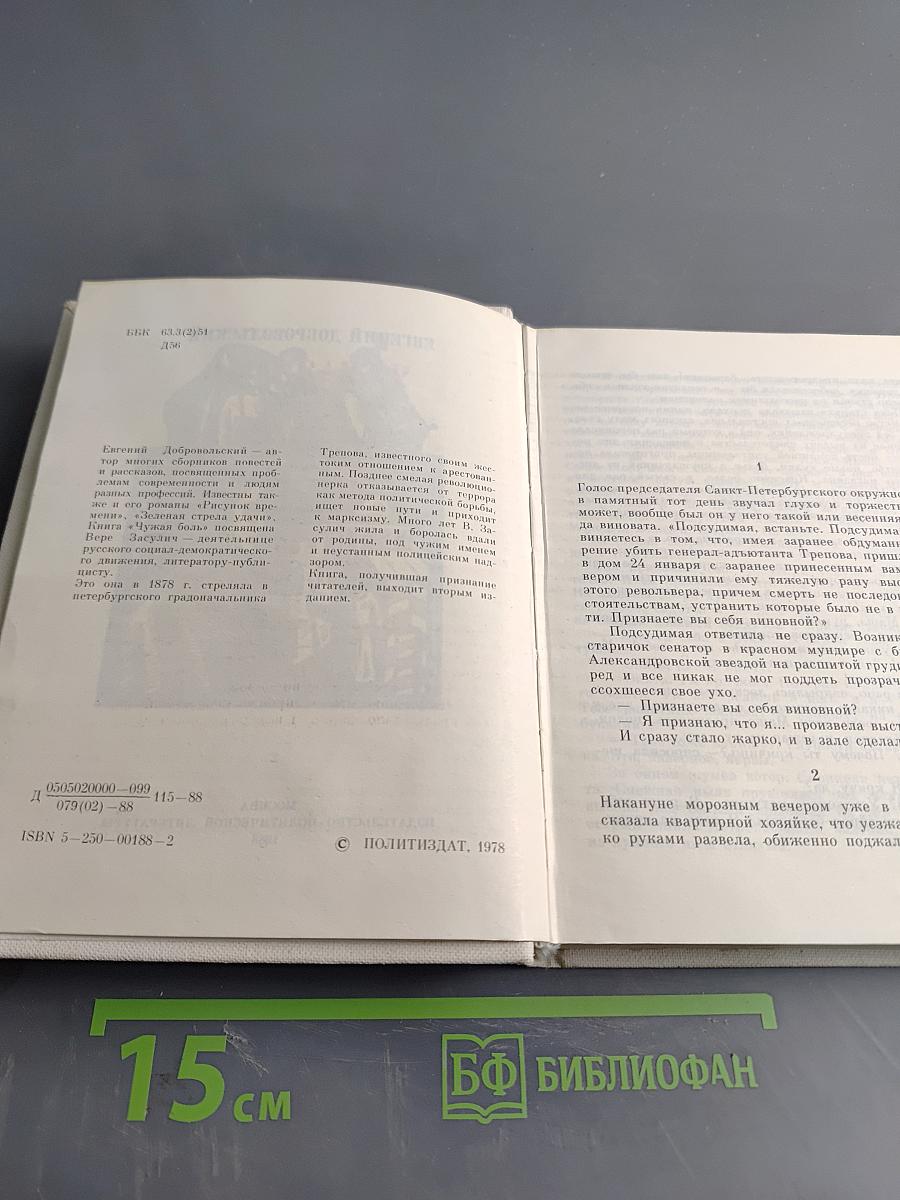 ББК 63.3(2)51
Д56
Евгений Добровольский — ав-
тор многих сборников повестей
и рассказов, посвященных проб-
лемам современности и людям
разных профессий. Известны так-
же и его романы «Рисунок вре-
мени», «Зеленая стрела удачи».
Книга «Чужая боль» посвящена
Вере Засулич — деятельнице
русского социал-демократическо-
го движения, литератору-публи-
цисту.
Это она в 1878 г. стреляла в
петербургского градоначальника
Трепова, известного своим жес-
токим отношением к арестован-
ным. Позднее смелая революцио-
нерка отказывается от террора
как метода политической борьбы,
ищет новые пути и приходит
к марксизму. Много лет В. За-
сулич жила и боролась вдали
от родины, под чужим именем
и неустанным полицейским над-
зором.
Книга, получившая признание
читателей, выходит вторым из-
данием.
Д 0505020000—099
079(02)—88 115—88
ISBN 5—250—00188—2
© ПОЛИТИЗДАТ, 1978
1
Голос председателя Санкт-Петербургского окружно
в памятный тот день звучал глухо и торжеств
может, вообще был он у него такой или весенняя
да виновата. «Подсудимая, встаньте. Подсудима
виняетесь в том, что, имея заранее обдуман
рение убить генерал-адъютанта Трепова, приш
в дом 24 января с заранее принесенным вам
вером и причинили ему тяжелую рану выс
этого револьвера, причем смерть не последо
стоятельствам, устранить которые было не в
ти. Признаете вы себя виновной?»
Подсудимая ответила не сразу. Возник
старичок сенатор в красном мундире с б
Александровской звездой на расшитой груди
ред и все никак не мог поддеть прозрач
ссохшееся свое ухо.
— Признаете вы себя виновной?
— Я признаю, что я... произвела выст
И сразу стало жарко, и в зале сделал
2
Накануне морозным вечером уже в
сказала квартирной хозяйке, что уезжа
ко руками развела, обиженно поджал
15 см
БФ БИБЛИОФАН